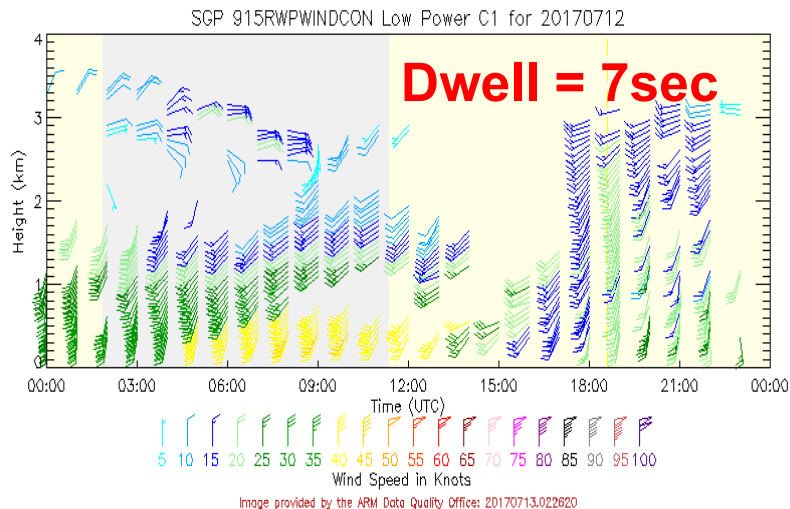 SGP 915RWPWINDCON Low Power C1 for 20170712
Dwell = 7sec
4
3
2
1
0
Height (km)
00:00 03:00 06:00 09:00 12:00 15:00 18:00 21:00 00:00
Time (UTC)
5 10 15 20 25 30 35 40 45 50 55 60 65 70 75 80 85 90 95 100
Wind Speed in Knots
Image provided by the ARM Data Quality Office: 20170713.022620